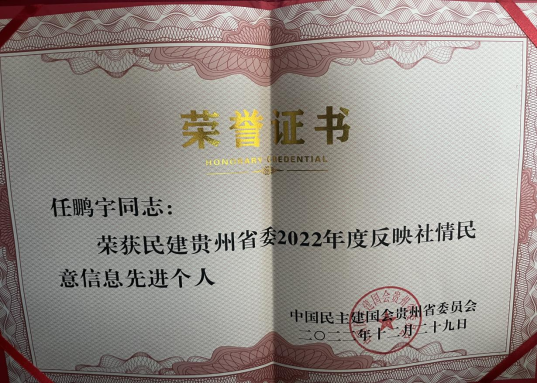 荣誉证书
HONORARY CREDENTIAL
任鹏宇同志：
荣获民建贵州省委2022年度反映社情民
意信息先进个人
中国民主建国会贵州省委员会
二〇二二年十二月二十九日